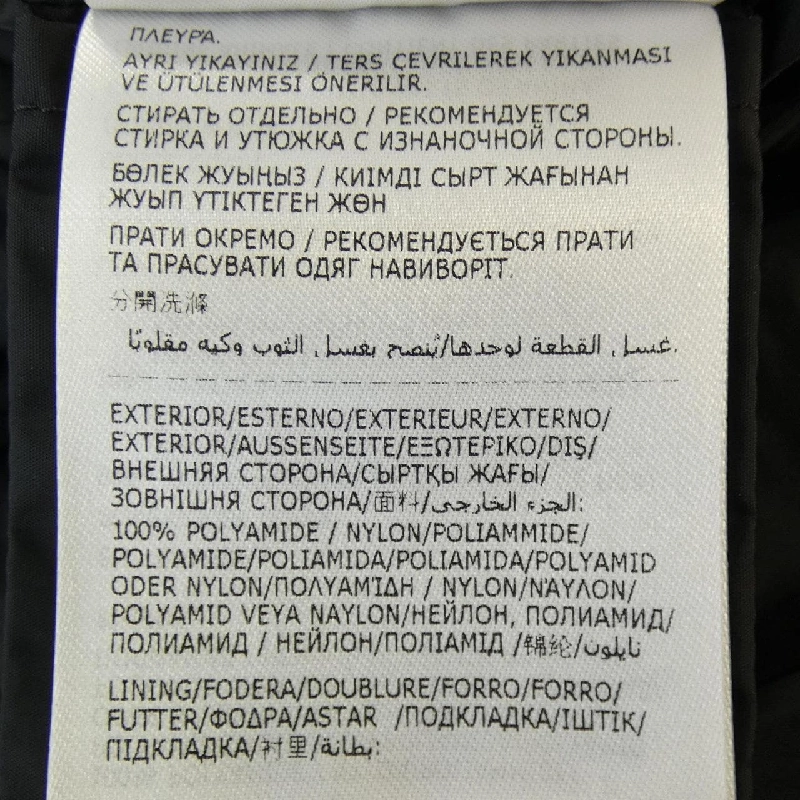 ΠΛΕΥΡΆ.
AYRI YIKAYINIZ / TERS ÇEVRILEREK YIKANMASI
VE ÜTÜLENMESI ÖNERILIR.
СТИРАТЬ ОТДЕЛЬНО / РЕКОМЕНДУЕТСЯ
СТИРКА И УТЮЖКА С ИЗНАНОЧНОЙ СТОРОНЫ.
БӨЛЕК ЖУЫҢЫЗ / КИІМДІ СЫРТ ЖАҒЫНАН
ЖУЫП ҮТІКТЕГЕН ЖӨН
ПРАТИ ОКРЕМО / РЕКОМЕНДУЄТЬСЯ ПРАТИ
ТА ПРАСУВАТИ ОДЯГ НАВИВОРІТ.
分開洗滌
غسل القطعة لوحدها/يُنصح بغسل الثوب وكيه مقلوبًا.
EXTERIOR/ESTERNO/EXTERIEUR/EXTERNO/
EXTERIOR/AUSSENSEITE/ΕΞΩΤΕΡΙΚΟ/DIŞ/
ВНЕШНЯЯ СТОРОНА/СЫРТҚЫ ЖАҒЫ/
ЗОВНІШНЯ СТОРОНА/面料/الجزء الخارجي:
100% POLYAMIDE / NYLON/POLIAMMIDE/
POLYAMIDE/POLIAMIDA/POLIAMIDA/POLYAMID
ODER NYLON/ΠΟΛΥΑΜΊΔΗ / NYLON/ΝΆΥΛΟΝ/
POLYAMID VEYA NAYLON/НЕЙЛОН, ПОЛИАМИД/
ПОЛИАМИД / НЕЙЛОН/ПОЛІАМІД /锦纶/نايلون
LINING/FODERA/DOUBLURE/FORRO/FORRO/
FUTTER/ΦΟΔΡΑ/ASTAR /ПОДКЛАДКА/ІШТІК/
ПІДКЛАДКА/衬里/بطانة: